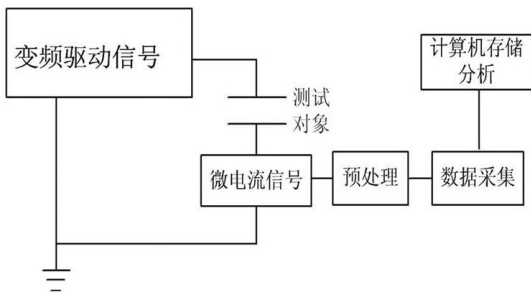 变频驱动信号
计算机存储
分析
测试
对象
微电流信号
预处理
数据采集